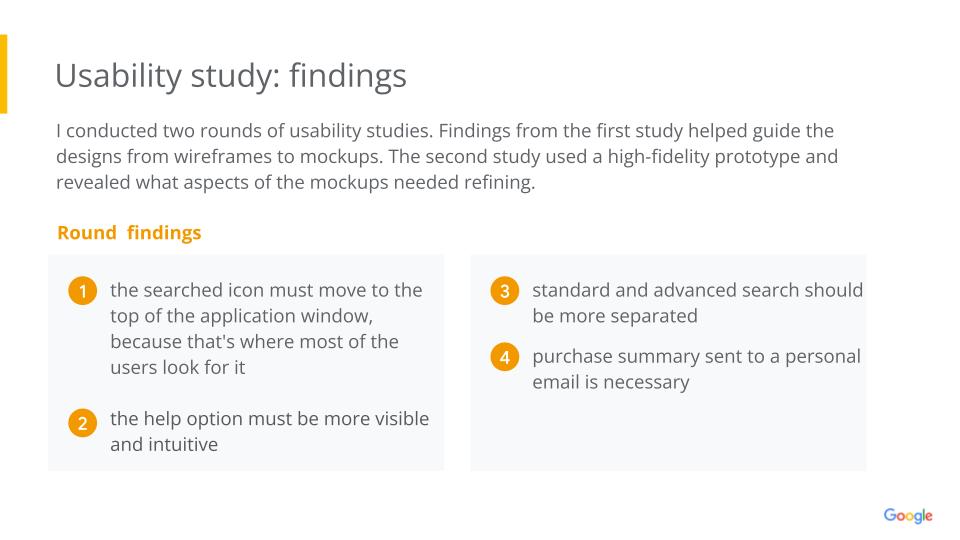 Usability study: findings
I conducted two rounds of usability studies. Findings from the first study helped guide the
designs from wireframes to mockups. The second study used a high-fidelity prototype and
revealed what aspects of the mockups needed refining.
Round findings
1 the searched icon must move to the
top of the application window,
because that's where most of the
users look for it
2 the help option must be more visible
and intuitive
3 standard and advanced search should
be more separated
4 purchase summary sent to a personal
email is necessary
Google